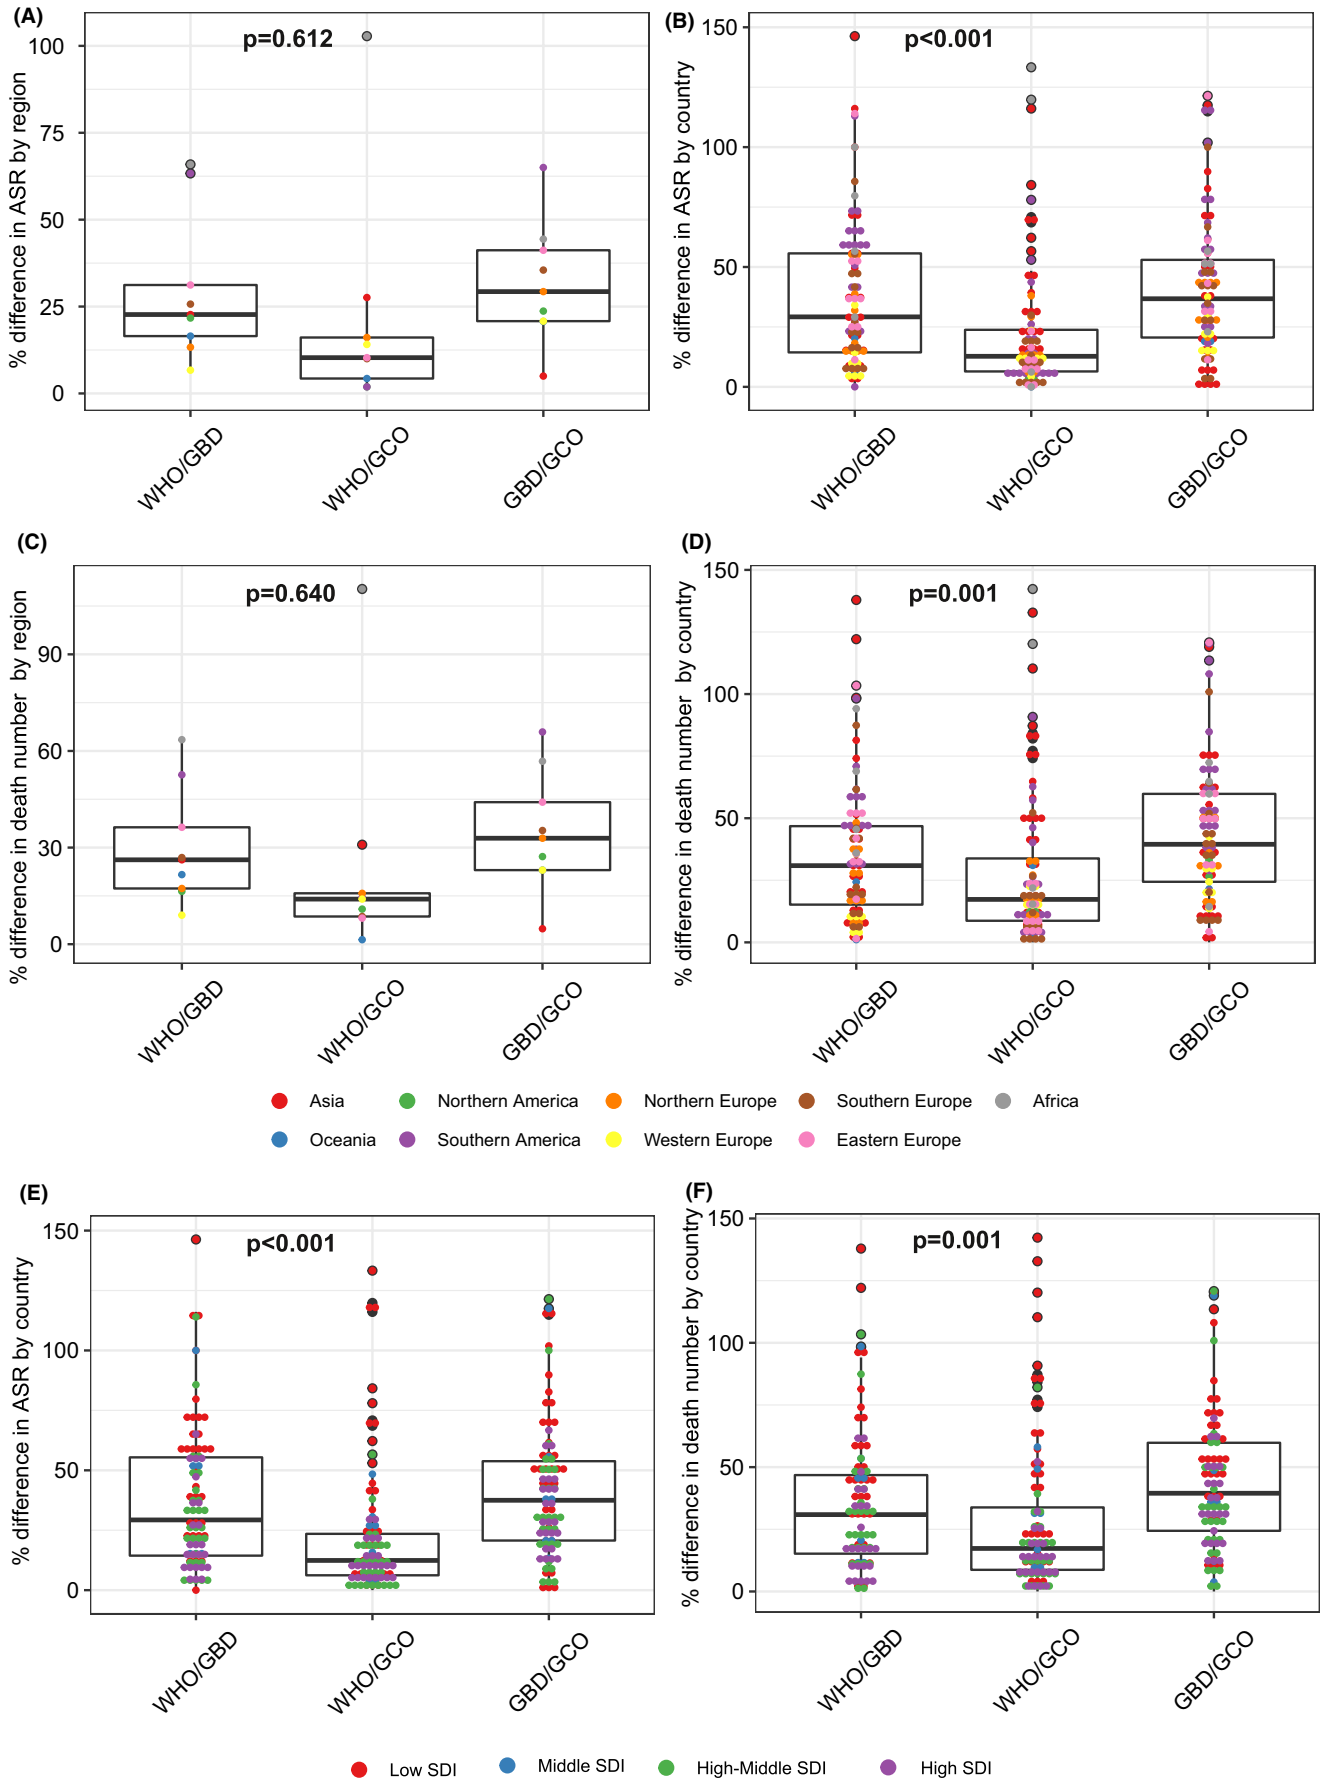 (A)
p=0.612
% difference in ASR by region
100
75
50
25
0
WHO/GBD
WHO/GCO
GBD/GCO
(B)
p<0.001
% difference in ASR by country
150
100
50
0
WHO/GBD
WHO/GCO
GBD/GCO
(C)
p=0.640
% difference in death number by region
90
60
30
0
WHO/GBD
WHO/GCO
GBD/GCO
(D)
p=0.001
% difference in death number by country
150
100
50
0
WHO/GBD
WHO/GCO
GBD/GCO
Asia
Northern America
Northern Europe
Southern Europe
Africa
Oceania
Southern America
Western Europe
Eastern Europe
(E)
p<0.001
% difference in ASR by country
150
100
50
0
WHO/GBD
WHO/GCO
GBD/GCO
(F)
p=0.001
% difference in death number by country
150
100
50
0
WHO/GBD
WHO/GCO
GBD/GCO
Low SDI
Middle SDI
High-Middle SDI
High SDI